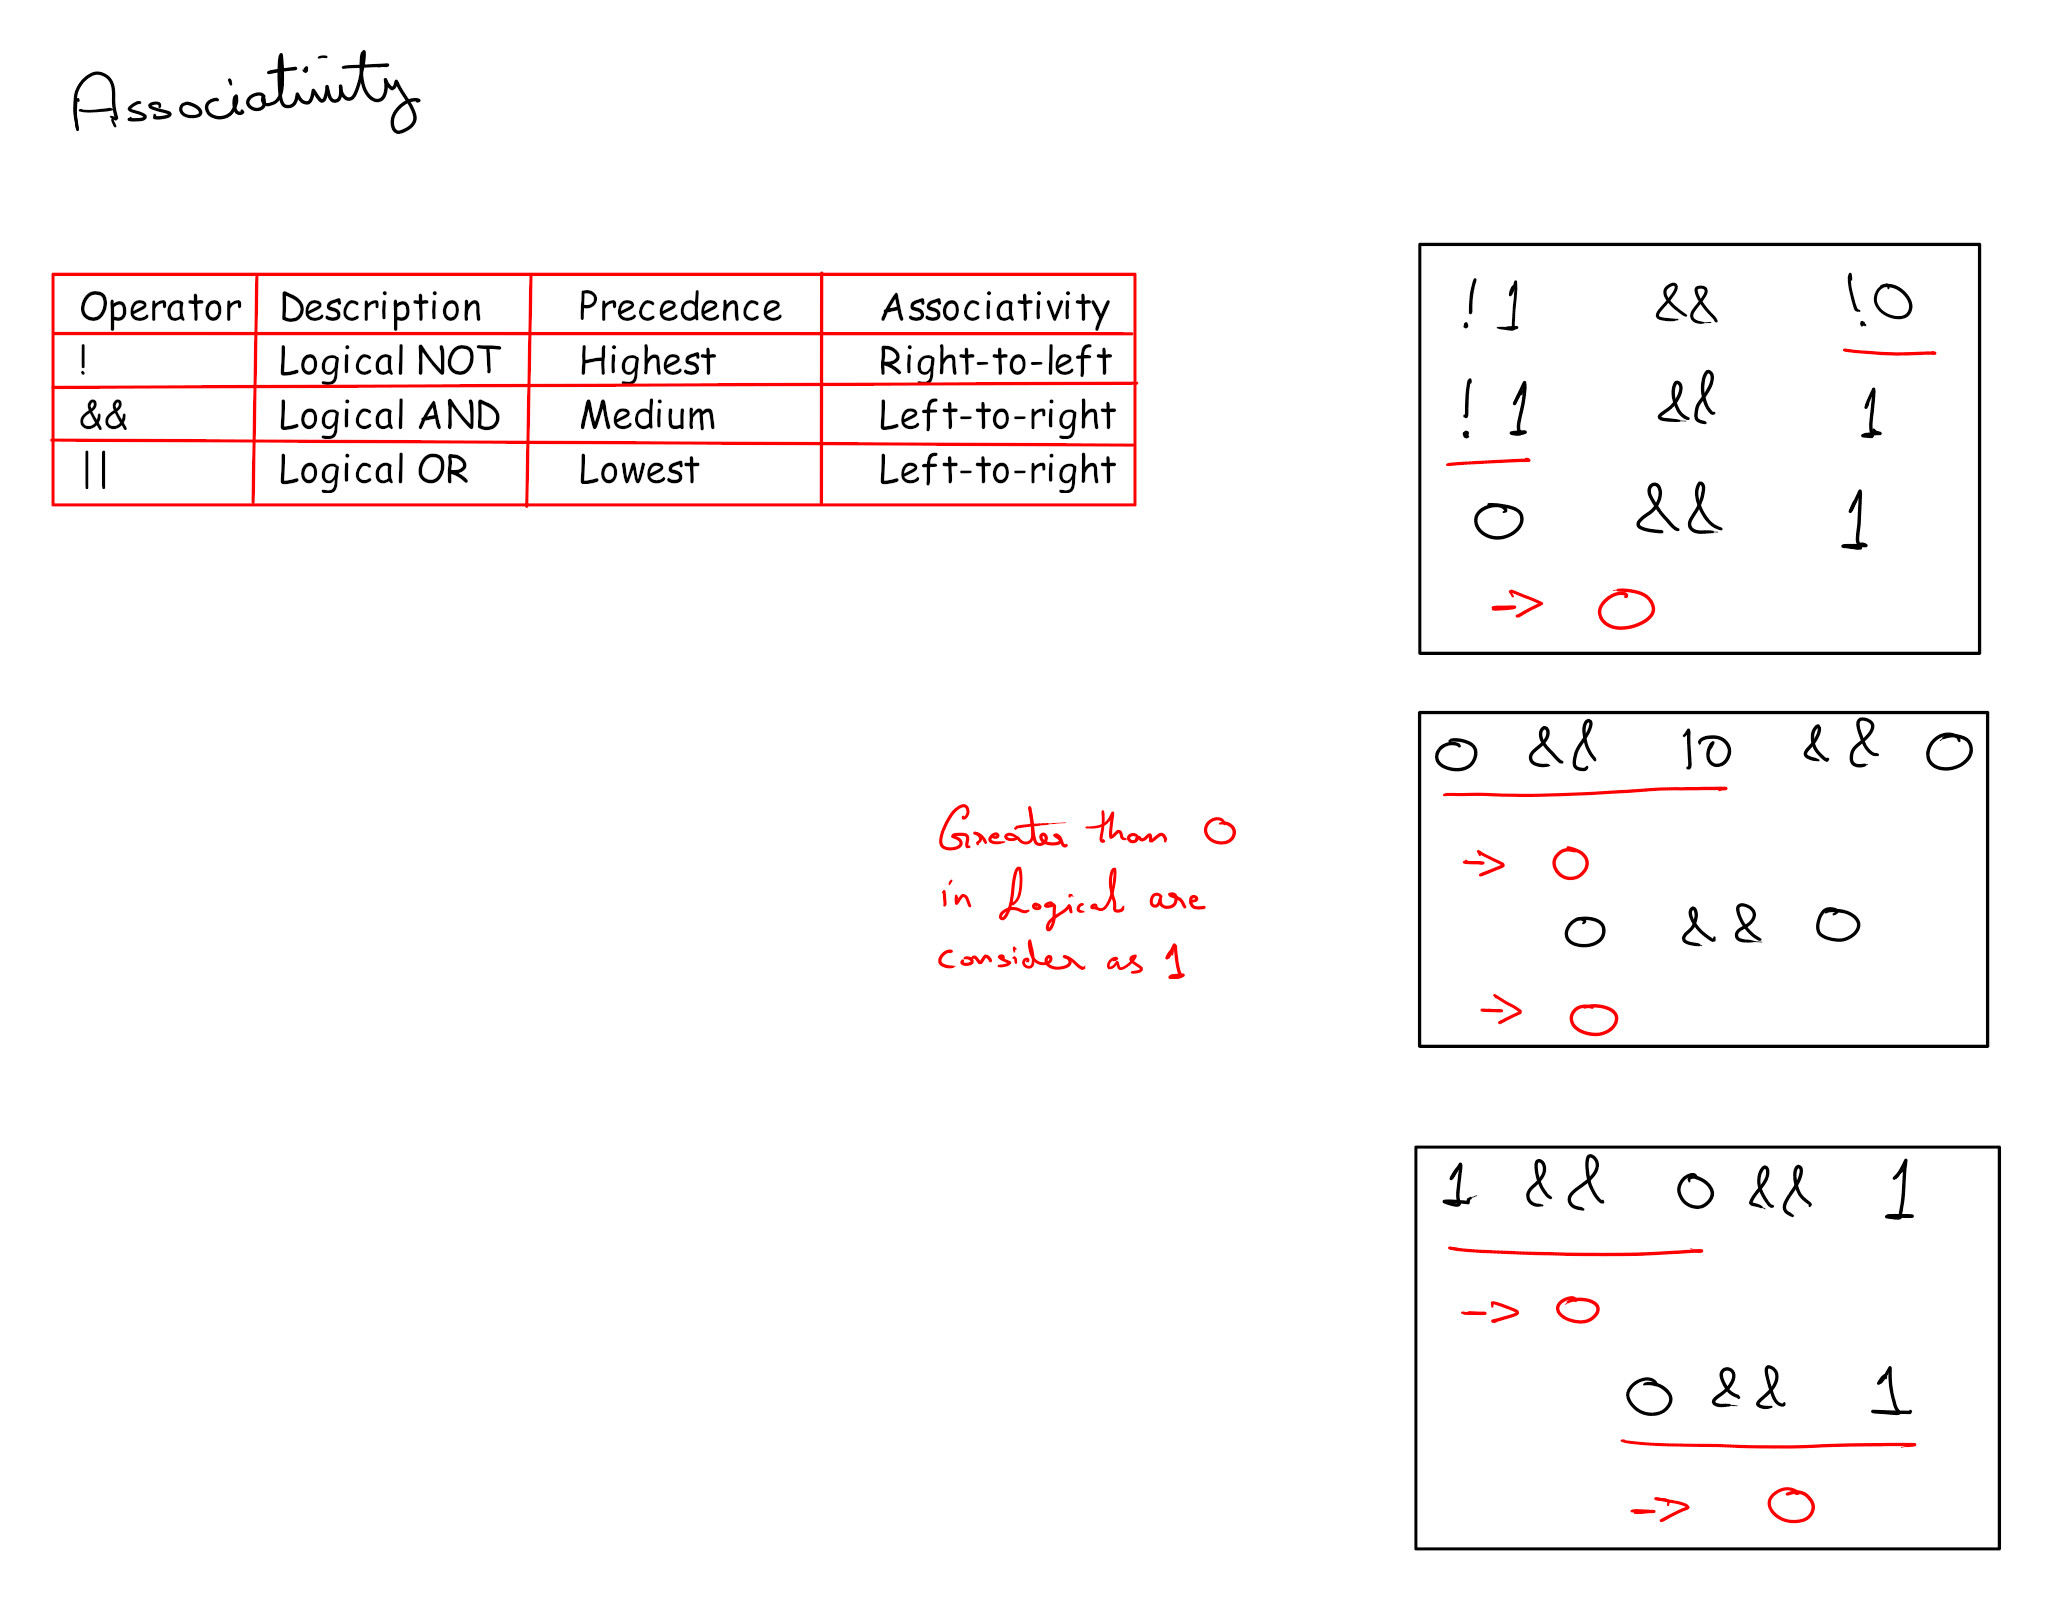 Associativity
Operator Description Precedence Associativity
! Logical NOT Highest Right-to-left
&& Logical AND Medium Left-to-right
|| Logical OR Lowest Left-to-right
!1 && !0
!1 && 1
0 && 1
-> 0
Greater than 0
in Logical are
consider as 1
0 && 10 && 0
-> 0
0 && 0
-> 0
1 && 0 && 1
-> 0
0 && 1
-> 0